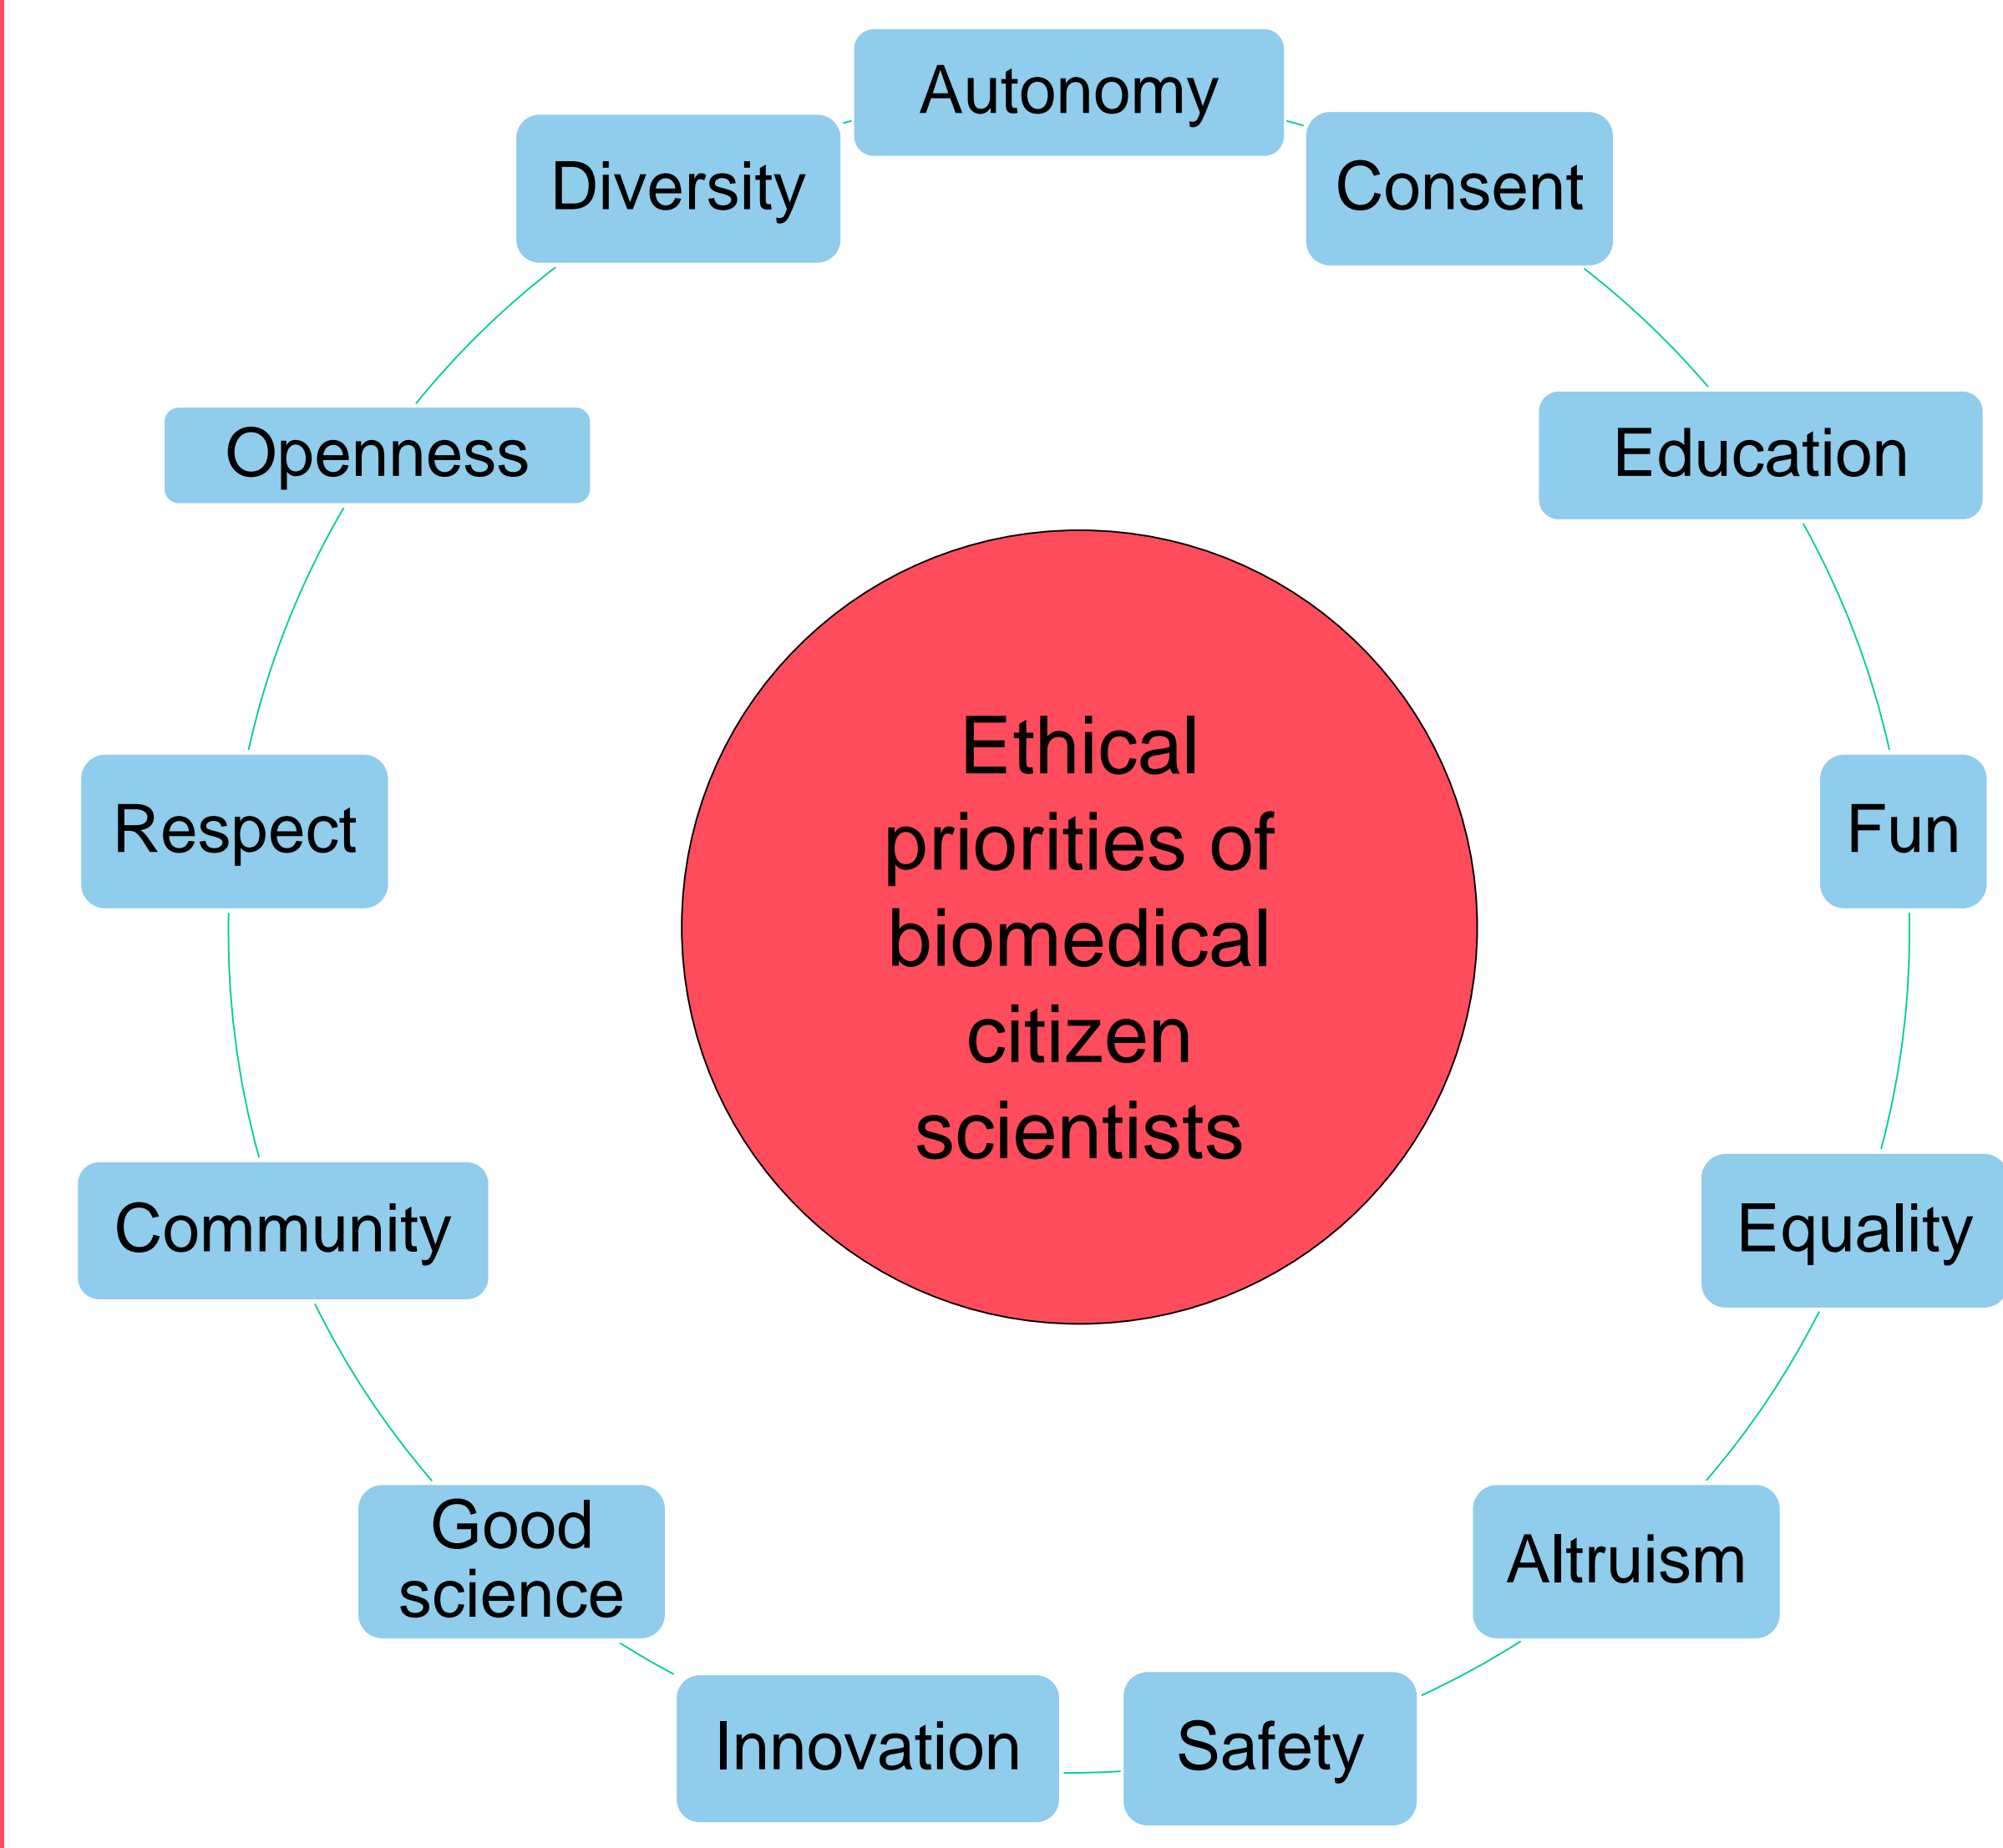 Autonomy
Consent
Education
Fun
Equality
Altruism
Safety
Innovation
Good
science
Community
Respect
Openness
Diversity
Ethical
priorities of
biomedical
citizen
scientists